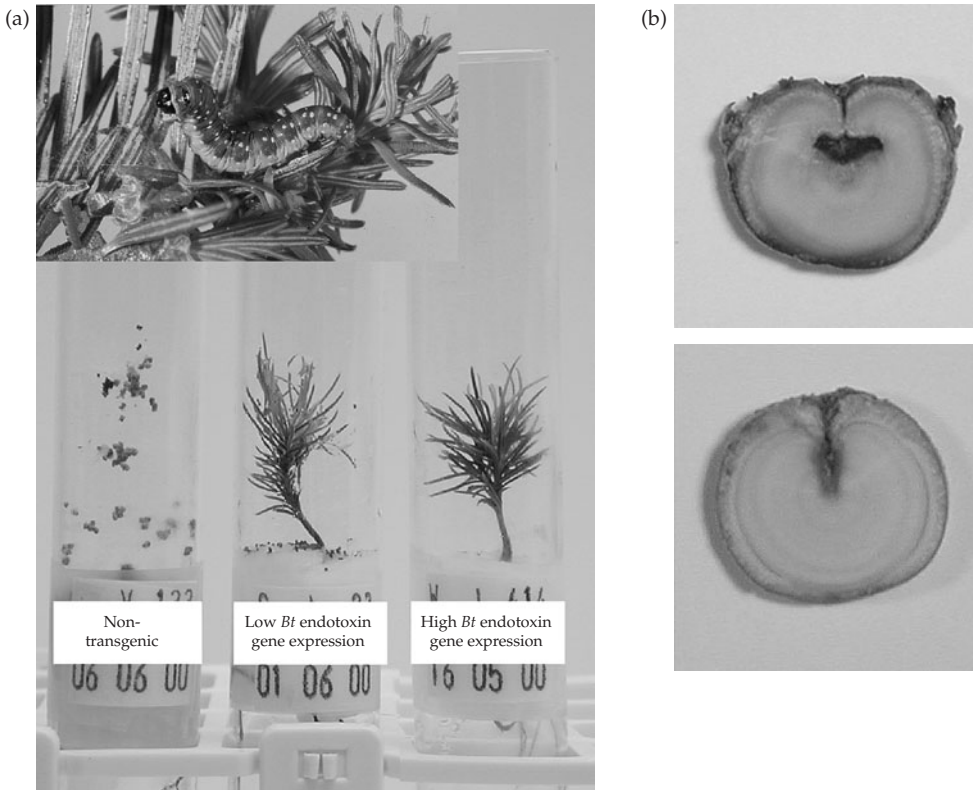 (a)
(b)
Non-
transgenic
Low Bt endotoxin
gene expression
High Bt endotoxin
gene expression
06 06 00
01 06 00
16 05 00